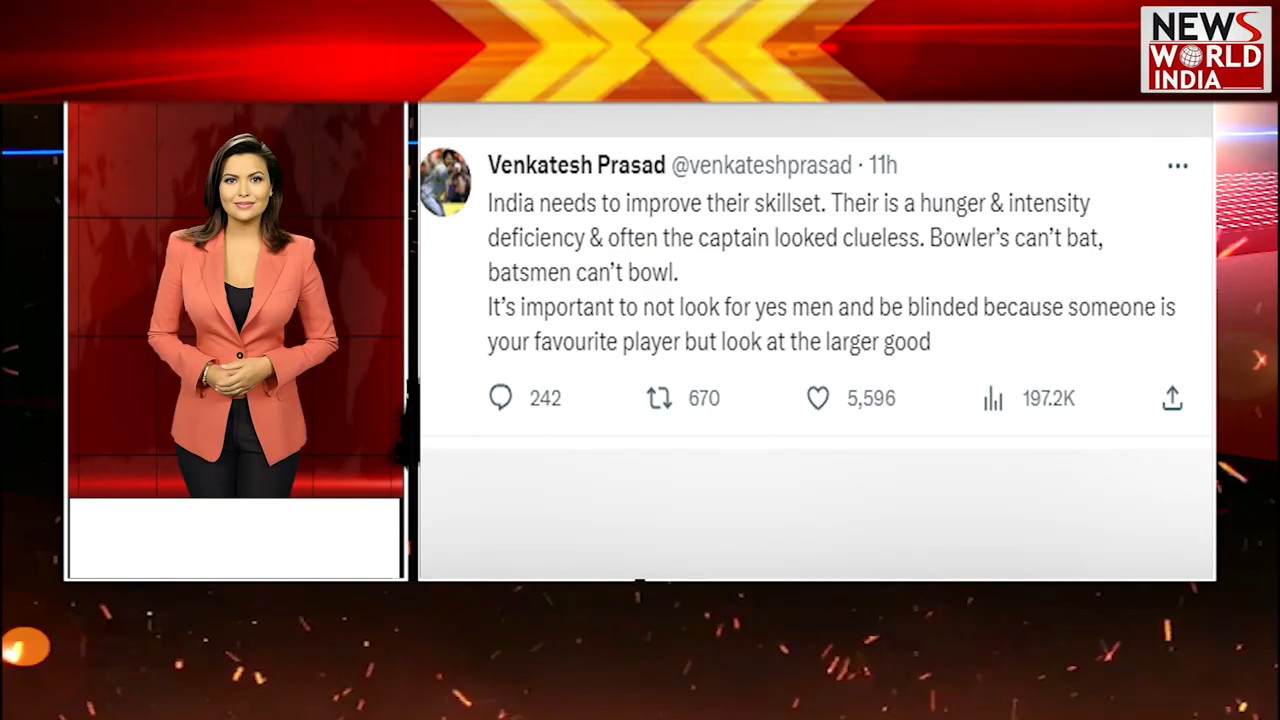 NEWS
WORLD
INDIA
Venkatesh Prasad @venkateshprasad · 11h
India needs to improve their skillset. Their is a hunger & intensity
deficiency & often the captain looked clueless. Bowler's can't bat,
batsmen can't bowl.
It's important to not look for yes men and be blinded because someone is
your favourite player but look at the larger good
242 670 5,596 197.2K